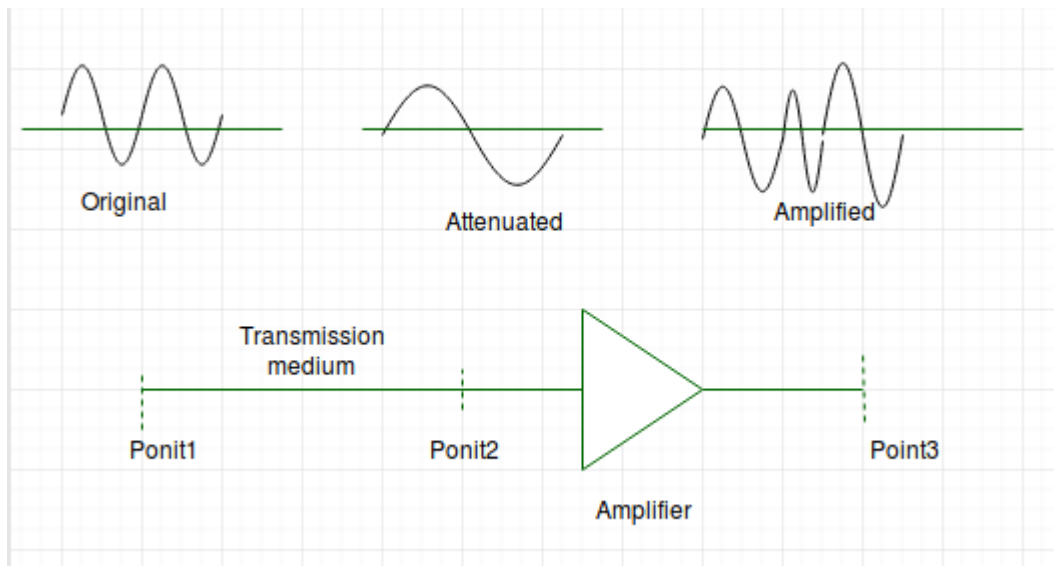 Original
Attenuated
Amplified
Transmission
medium
Ponit1
Ponit2
Point3
Amplifier